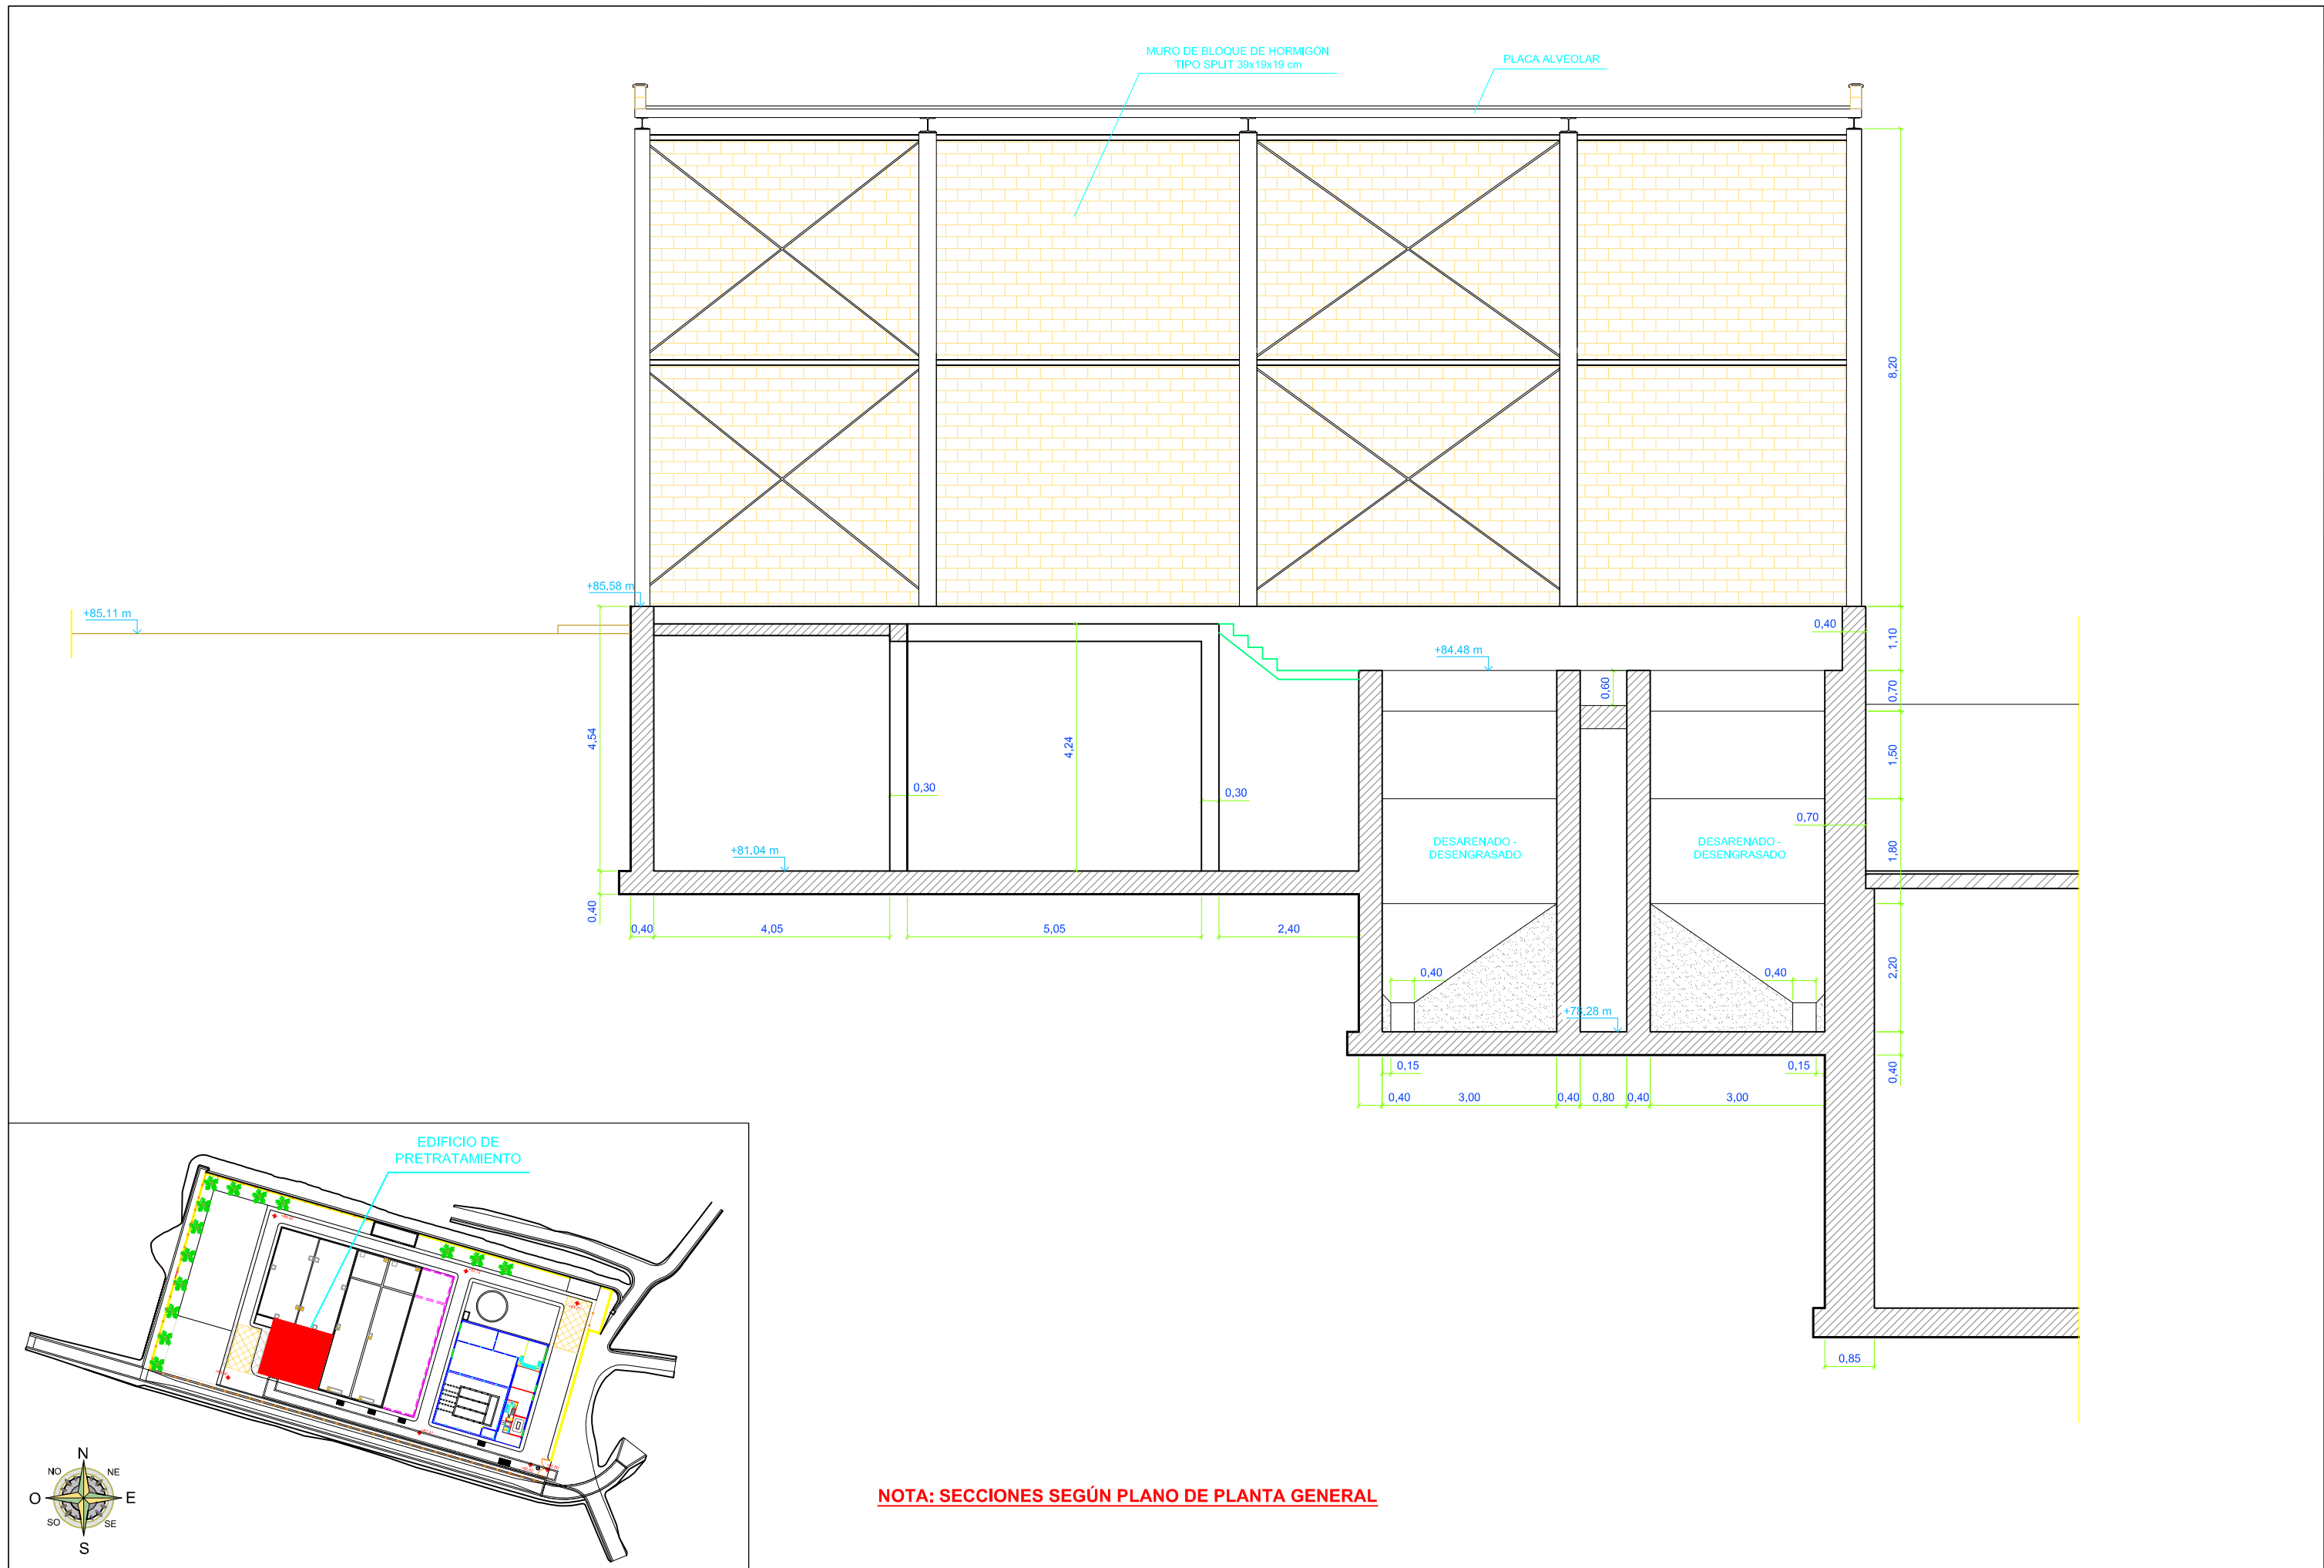 MURO DE BLOQUE DE HORMIGÓN
TIPO SPLIT 39x19x19 cm
PLACA ALVEOLAR
8,20
+85.58 m
+85.11 m
0,40
1,10
+84.48 m
0,60
0,70
4,54
4,24
1,50
0,30
0,30
0,70
DESARENADO -
DESENGRASADO
DESARENADO -
DESENGRASADO
1,80
+81.04 m
0,40
0,40
4,05
5,05
2,40
2,20
0,40
0,40
+78.28 m
0,15
0,15
0,40
0,40
3,00
0,40
0,80
0,40
3,00
0,85
EDIFICIO DE
PRETRATAMIENTO
N
NO
NE
O
E
SO
SE
S
NOTA: SECCIONES SEGÚN PLANO DE PLANTA GENERAL